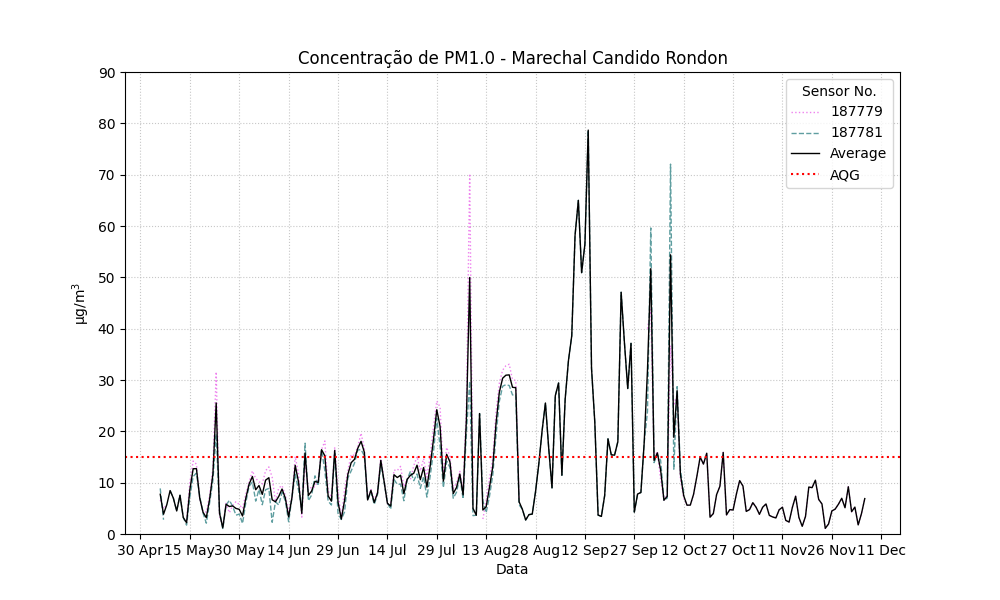 Concentração de PM1.0 - Marechal Candido Rondon
90
80
70
60
50
40
30
20
10
0
µg/m³
Sensor No.
187779
187781
Average
AQG
30 Apr 15 May 30 May 14 Jun 29 Jun 14 Jul 29 Jul 13 Aug 28 Aug 12 Sep 27 Sep 12 Oct 27 Oct 11 Nov 26 Nov 11 Dec
Data